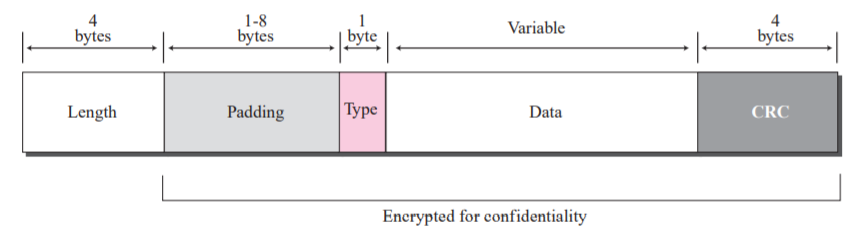 4
bytes
1-8
bytes
1
byte
Variable
4
bytes
Length
Padding
Type
Data
CRC
Encrypted for confidentiality